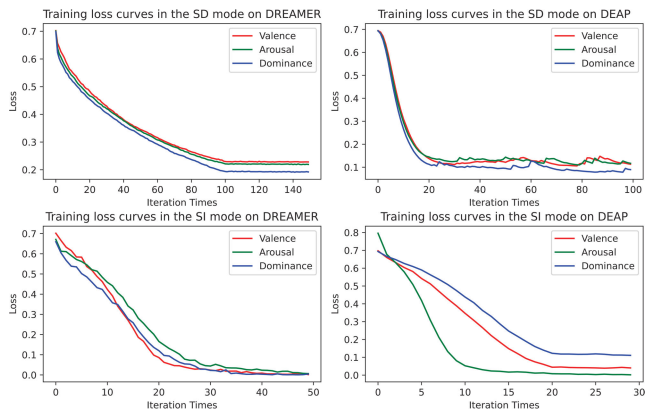 Training loss curves in the SD mode on DREAMER
0.7
0.6
0.5
0.4
0.3
0.2
Loss
Valence
Arousal
Dominance
0 20 40 60 80 100 120 140
Iteration Times
Training loss curves in the SD mode on DEAP
0.7
0.6
0.5
0.4
0.3
0.2
0.1
Loss
Valence
Arousal
Dominance
0 20 40 60 80 100
Iteration Times
Training loss curves in the SI mode on DREAMER
0.7
0.6
0.5
0.4
0.3
0.2
0.1
0.0
Loss
Valence
Arousal
Dominance
0 10 20 30 40 50
Iteration Times
Training loss curves in the SI mode on DEAP
0.8
0.7
0.6
0.5
0.4
0.3
0.2
0.1
0.0
Loss
Valence
Arousal
Dominance
0 5 10 15 20 25 30
Iteration Times